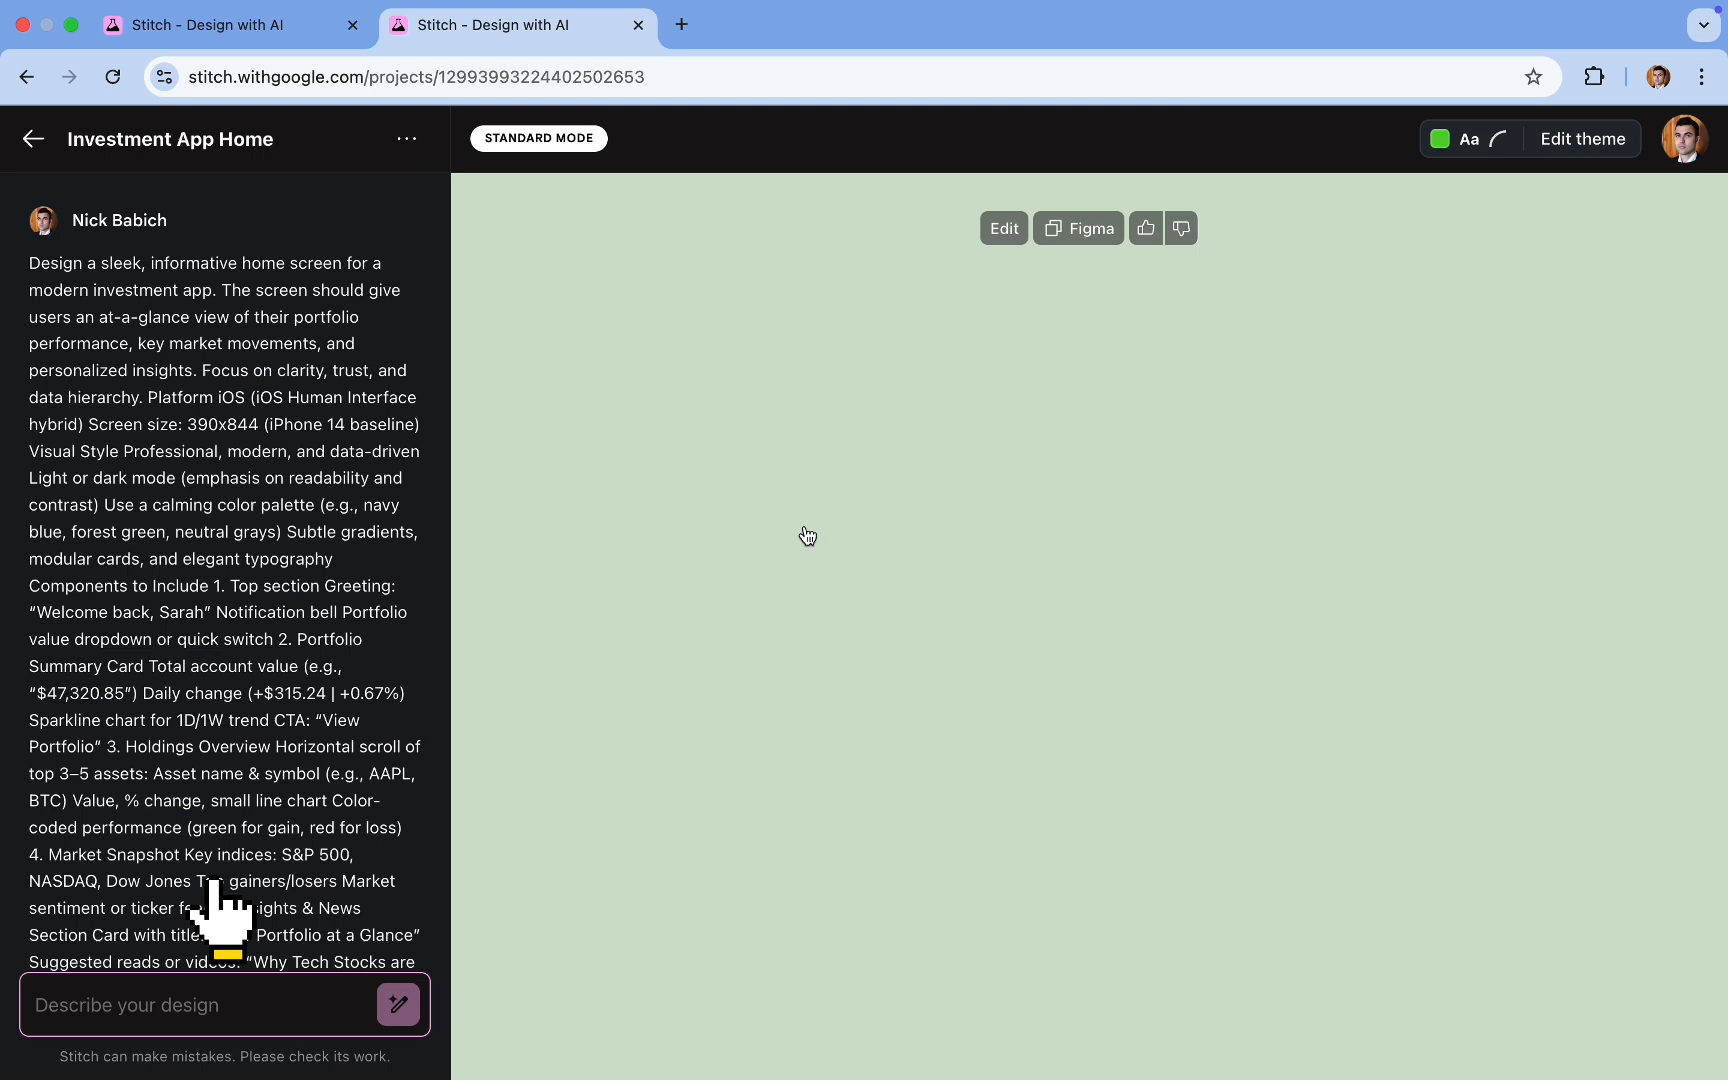 Stitch - Design with AI
Stitch - Design with AI
stitch.withgoogle.com/projects/12993993224402502653
Investment App Home
STANDARD MODE
Aa
Edit theme
Nick Babich
Edit
Figma
Design a sleek, informative home screen for a
modern investment app. The screen should give
users an at-a-glance view of their portfolio
performance, key market movements, and
personalized insights. Focus on clarity, trust, and
data hierarchy. Platform iOS (iOS Human Interface
hybrid) Screen size: 390x844 (iPhone 14 baseline)
Visual Style Professional, modern, and data-driven
Light or dark mode (emphasis on readability and
contrast) Use a calming color palette (e.g., navy
blue, forest green, neutral grays) Subtle gradients,
modular cards, and elegant typography
Components to Include 1. Top section Greeting:
“Welcome back, Sarah” Notification bell Portfolio
value dropdown or quick switch 2. Portfolio
Summary Card Total account value (e.g.,
“$47,320.85”) Daily change (+$315.24 | +0.67%)
Sparkline chart for 1D/1W trend CTA: “View
Portfolio” 3. Holdings Overview Horizontal scroll of
top 3–5 assets: Asset name & symbol (e.g., AAPL,
BTC) Value, % change, small line chart Color-
coded performance (green for gain, red for loss)
4. Market Snapshot Key indices: S&P 500,
NASDAQ, Dow Jones gainers/losers Market
sentiment or ticker & News
Section Card with Portfolio at a Glance”
Suggested reads or “Why Tech Stocks are
Describe your design
Stitch can make mistakes. Please check its work.